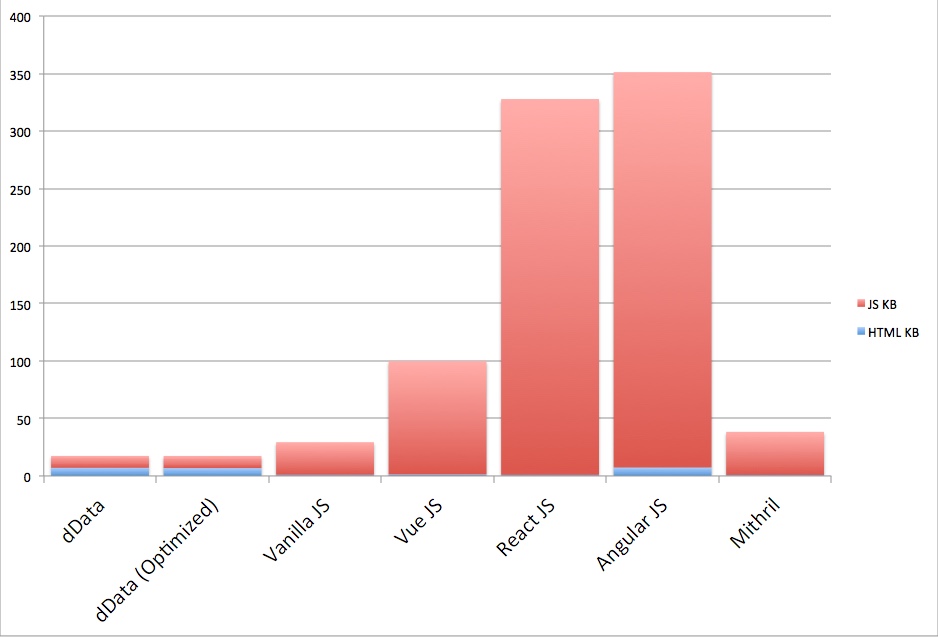 400
350
300
250
200
150
100
50
0
JS KB
HTML KB
dData
dData (Optimized)
Vanilla JS
Vue JS
React JS
Angular JS
Mithril